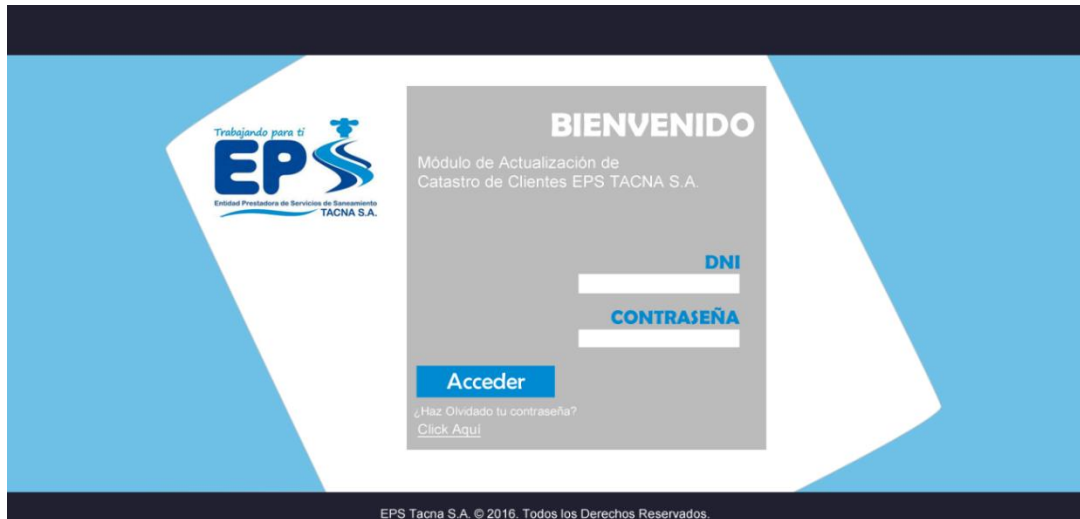 Trabajando para tí
EPS
Entidad Prestadora de Servicios de Saneamiento
TACNA S.A.
BIENVENIDO
Módulo de Actualización de
Catastro de Clientes EPS TACNA S.A.
DNI
CONTRASEÑA
Acceder
¿Haz Olvidado tu contraseña?
Click Aquí
EPS Tacna S.A. © 2016. Todos los Derechos Reservados.